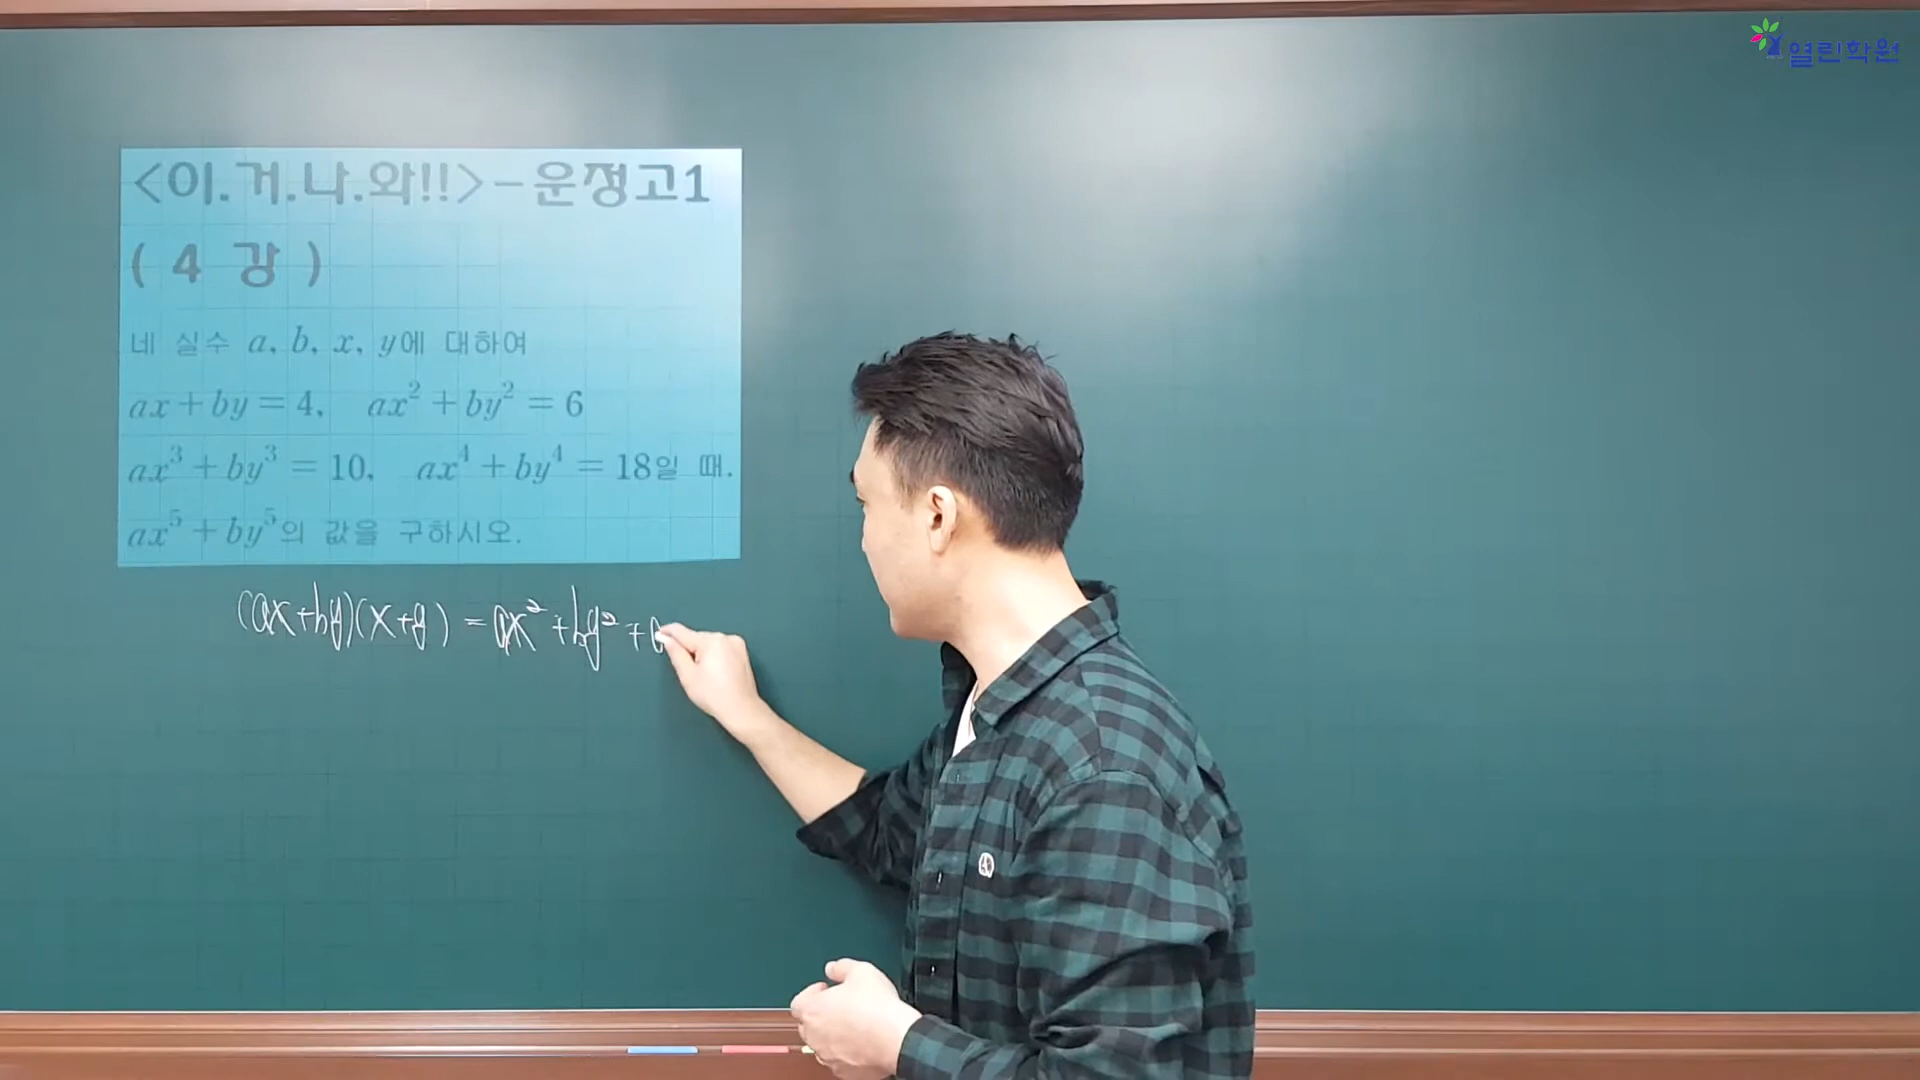 열린학원
<이.거.나.와!!>-운정고1
( 4 강 )
네 실수 a, b, x, y에 대하여
ax+by=4, ax²+by²=6
ax³+by³=10, ax⁴+by⁴=18일 때.
ax⁵+by⁵의 값을 구하시오.
(ax+by)(x+y) = ax²+by²+